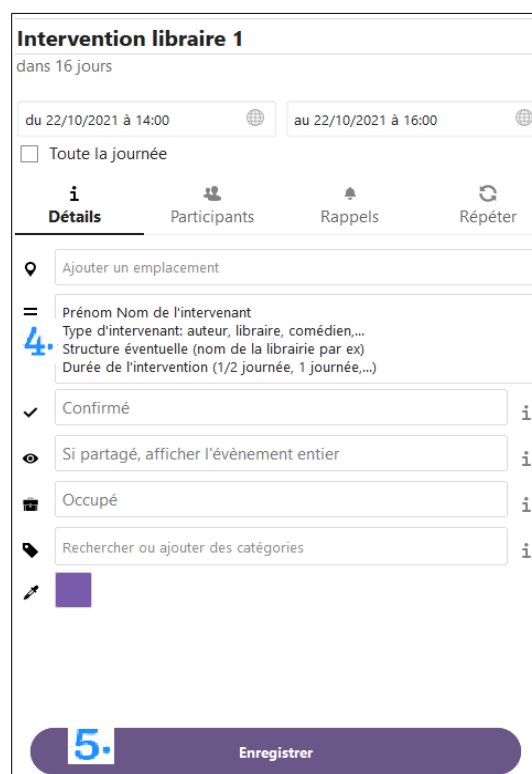 Intervention libraire 1
dans 16 jours
du 22/10/2021 à 14:00 au 22/10/2021 à 16:00
Toute la journée
Détails Participants Rappels Répéter
Ajouter un emplacement
Prénom Nom de l'intervenant
4. Type d'intervenant: auteur, libraire, comédien,...
Structure éventuelle (nom de la librairie par ex)
Durée de l'intervention (1/2 journée, 1 journée,...)
Confirmé
Si partagé, afficher l'évènement entier
Occupé
Rechercher ou ajouter des catégories
5. Enregistrer